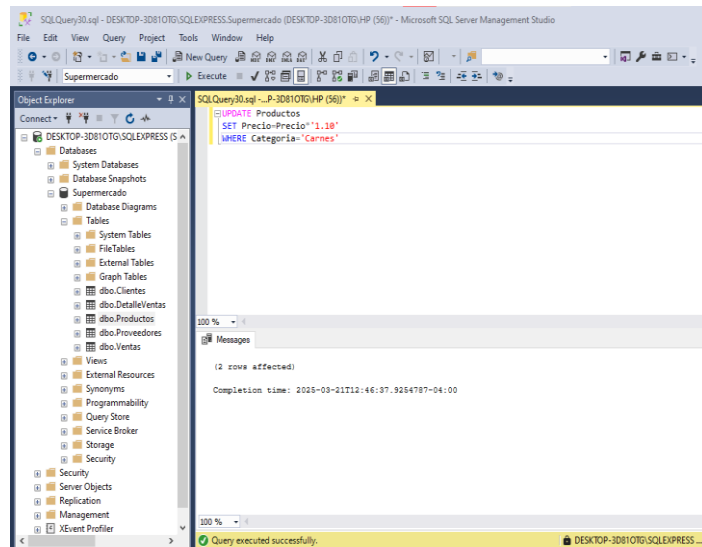 SQLQuery30.sql - DESKTOP-3D81OTG\SQLEXPRESS.Supermercado (DESKTOP-3D81OTG\HP (56))* - Microsoft SQL Server Management Studio
File Edit View Query Project Tools Window Help
New Query
Supermercado Execute
Object Explorer
SQLQuery30.sql -...P-3D81OTG\HP (56))*
Connect
UPDATE Productos
SET Precio=Precio*'1.10'
WHERE Categoria='Carnes'
DESKTOP-3D81OTG\SQLEXPRESS (S
Databases
System Databases
Database Snapshots
Supermercado
Database Diagrams
Tables
System Tables
FileTables
External Tables
Graph Tables
dbo.Clientes
dbo.DetalleVentas
dbo.Productos
dbo.Proveedores
dbo.Ventas
Views
External Resources
Synonyms
Programmability
Query Store
Service Broker
Storage
Security
Security
Server Objects
Replication
Management
XEvent Profiler
100 %
Messages
(2 rows affected)
Completion time: 2025-03-21T12:46:37.9254787-04:00
100 %
Query executed successfully.
DESKTOP-3D81OTG\SQLEXPRESS ...